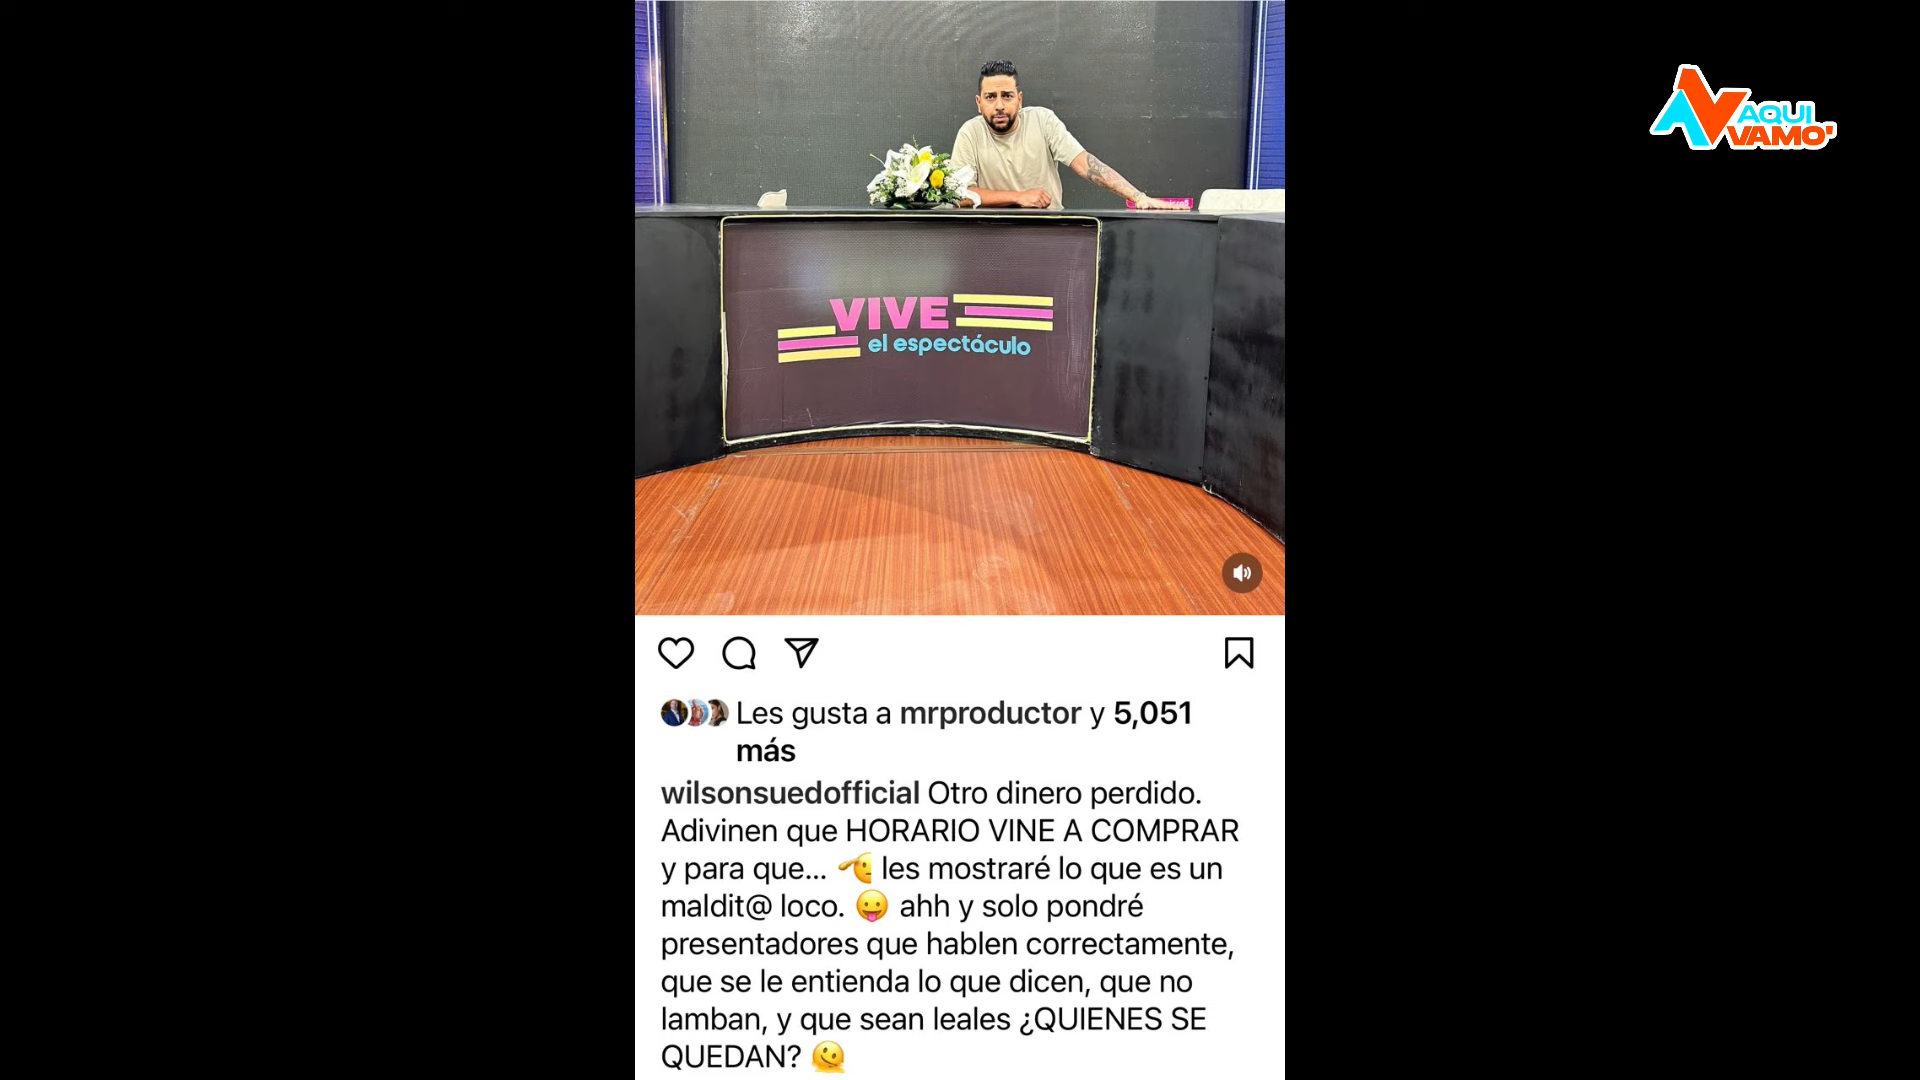 AQUI
VAMO'
VIVE
el espectáculo
Les gusta a mrproductor y 5,051
más
wilsonsuedofficial Otro dinero perdido.
Adivinen que HORARIO VINE A COMPRAR
y para que... 🫡 les mostraré lo que es un
maldit@ loco. 😛 ahh y solo pondré
presentadores que hablen correctamente,
que se le entienda lo que dicen, que no
lamban, y que sean leales ¿QUIENES SE
QUEDAN? 🫠